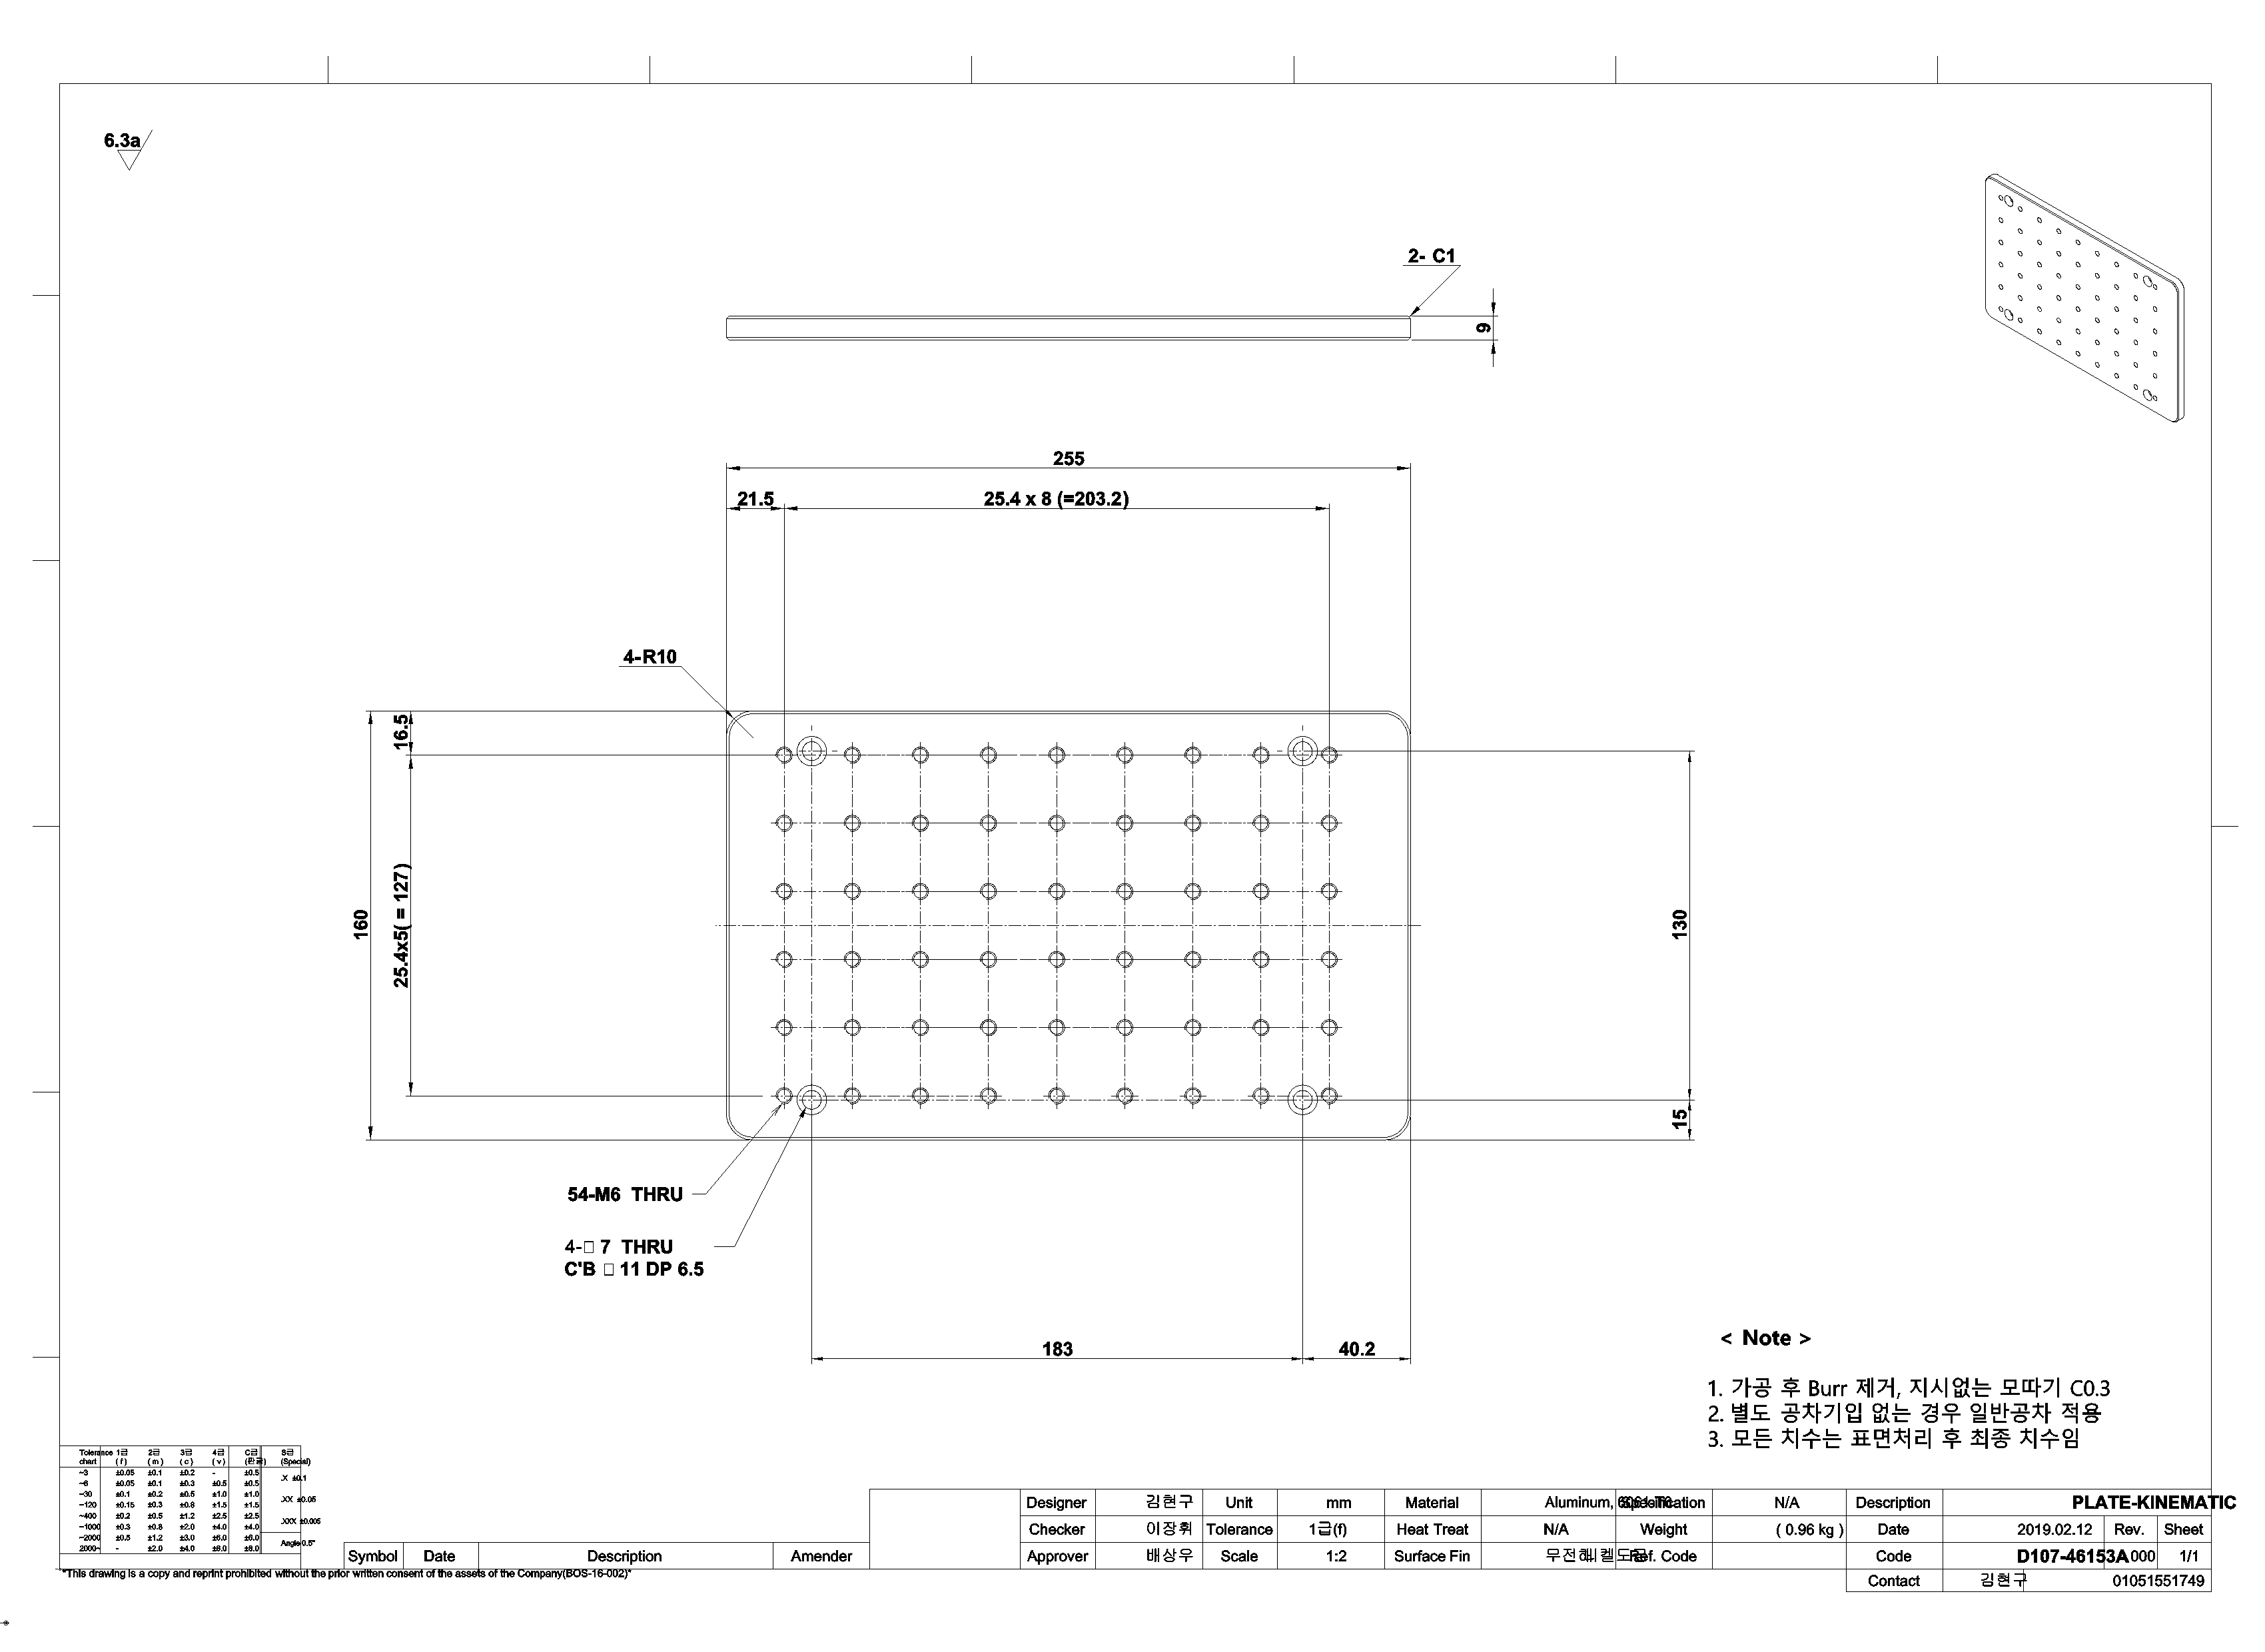 6.3a
2- C1
9
255
21.5
25.4 x 8 (=203.2)
4-R10
16.5
25.4x5( = 127)
160
130
15
54-M6 THRU
4-□ 7 THRU
C'B □ 11 DP 6.5
183
40.2
< Note >
1. 가공 후 Burr 제거, 지시없는 모따기 C0.3
2. 별도 공차기입 없는 경우 일반공차 적용
3. 모든 치수는 표면처리 후 최종 치수임
Tolerance chart 1급 (f) 2급 (m) 3급 (c) 4급 (v) C급 (판금) S급 (Special)
~3 ±0.05 ±0.1 ±0.2 - ±0.5
~6 ±0.05 ±0.1 ±0.3 ±0.5 ±0.5
~30 ±0.1 ±0.2 ±0.5 ±1.0 ±1.0
~120 ±0.15 ±0.3 ±0.8 ±1.5 ±1.5
~400 ±0.2 ±0.5 ±1.2 ±2.5 ±2.5
~1000 ±0.3 ±0.8 ±2.0 ±4.0 ±4.0
~2000 ±0.5 ±1.2 ±3.0 ±6.0 ±6.0
2000~ - ±2.0 ±4.0 ±8.0 ±8.0
.X ±0.1
.XX ±0.05
.XXX ±0.005
Angle 0.5°
Symbol Date Description Amender
Designer 김현구 Unit mm Material Aluminum, 6061-T6 Specification N/A Description PLATE-KINEMATIC
Checker 이장휘 Tolerance 1급(f) Heat Treat N/A Weight ( 0.96 kg ) Date 2019.02.12 Rev. Sheet
Approver 배상우 Scale 1:2 Surface Fin 무전해니켈도금 Ref. Code Code D107-46153A 000 1/1
Contact 김현구 01051551749
"This drawing is a copy and reprint prohibited without the prior written consent of the assets of the Company(BOS-16-002)"